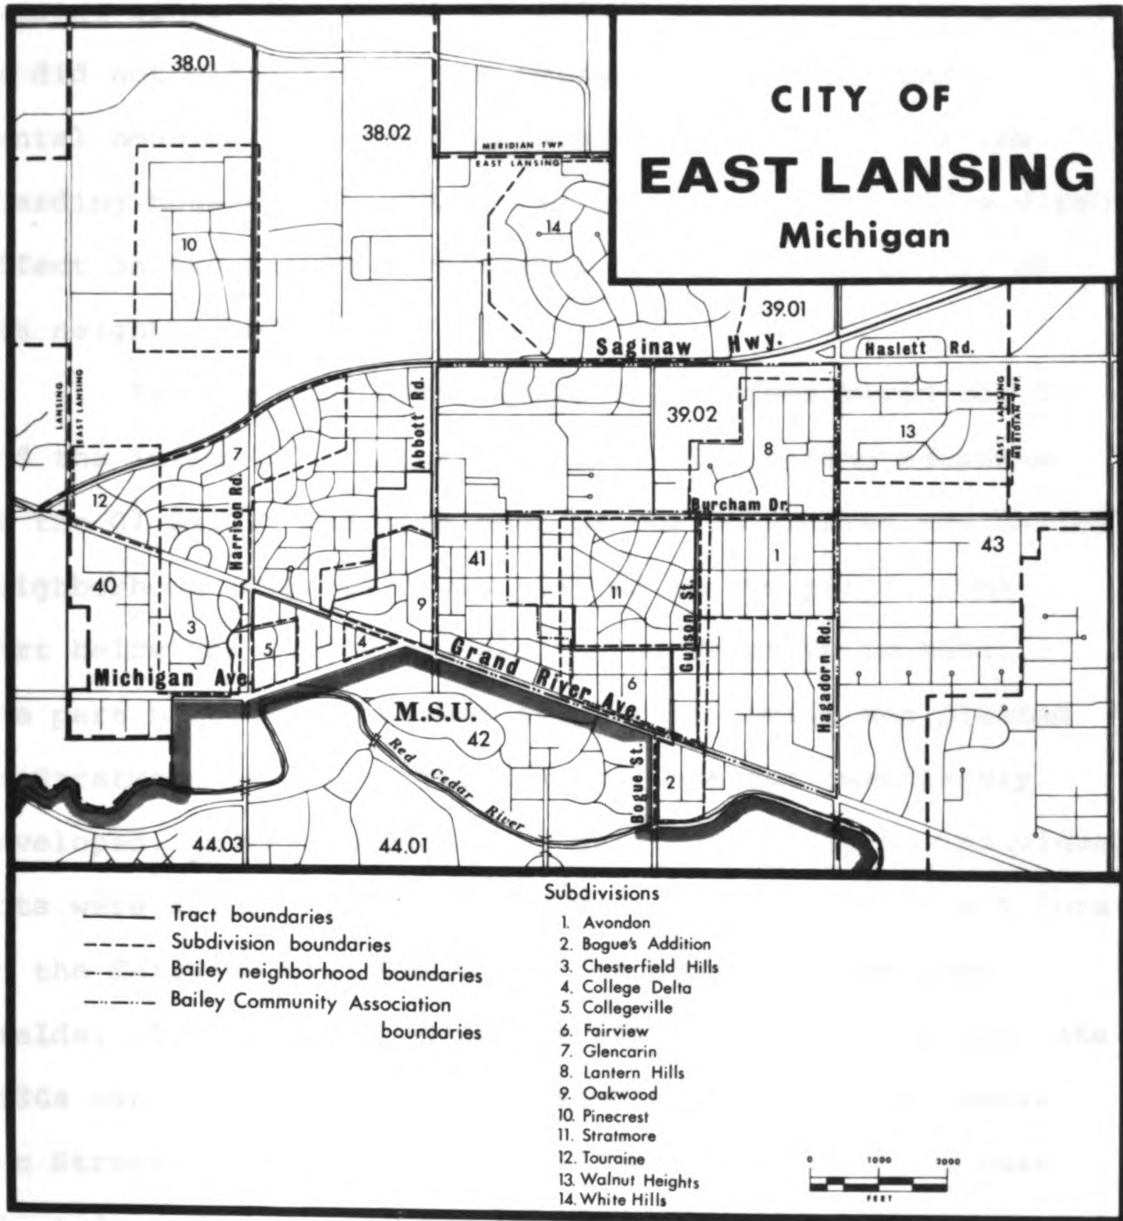 CITY OF
EAST LANSING
Michigan
38.01
38.02
MERIDIAN TWP
EAST LANSING
14
10
39.01
Saginaw Hwy.
Haslett Rd.
LANSING
EAST LANSING
Abbott Rd.
39.02
EAST LANSING
MERIDIAN TWP
13
7
8
12
Harrison Rd.
Burcham Dr.
41
1
43
40
11
9
Gunson St.
3
5
4
Grand River Ave.
6
Hagadorn Rd.
Michigan Ave.
M.S.U.
42
Red Cedar River
Bogue St.
2
44.03
44.01
Tract boundaries
Subdivision boundaries
Bailey neighborhood boundaries
Bailey Community Association
boundaries
Subdivisions
1. Avondon
2. Bogue's Addition
3. Chesterfield Hills
4. College Delta
5. Collegeville
6. Fairview
7. Glencarin
8. Lantern Hills
9. Oakwood
10. Pinecrest
11. Stratmore
12. Touraine
13. Walnut Heights
14. White Hills
0 1000 2000
FEET